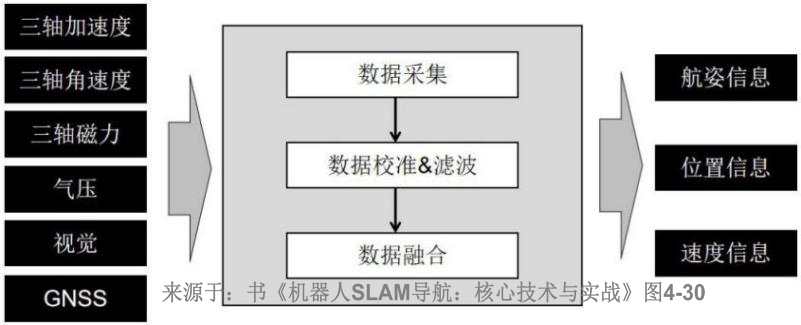 三轴加速度
三轴角速度
三轴磁力
气压
视觉
GNSS
数据采集
数据校准&滤波
数据融合
航姿信息
位置信息
速度信息
来源于：书《机器人SLAM导航：核心技术与实战》图4-30